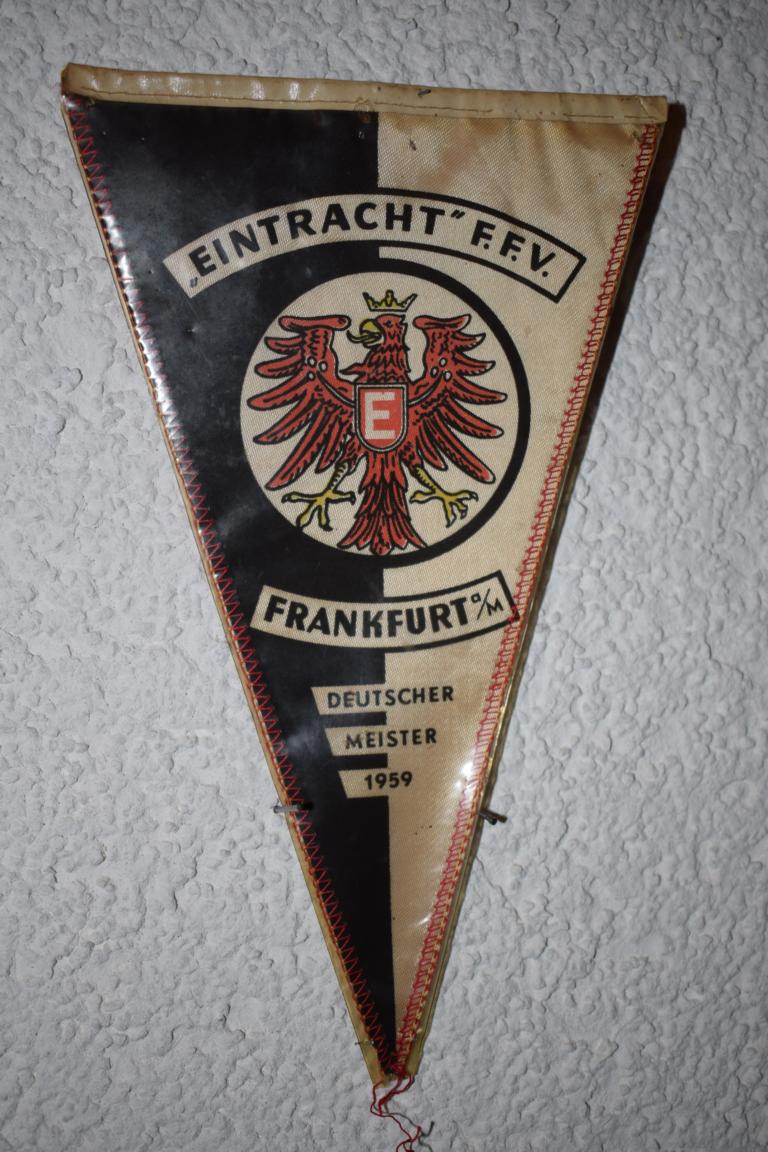 „EINTRACHT” F.F.V.
E
FRANKFURT a/M
DEUTSCHER
MEISTER
1959